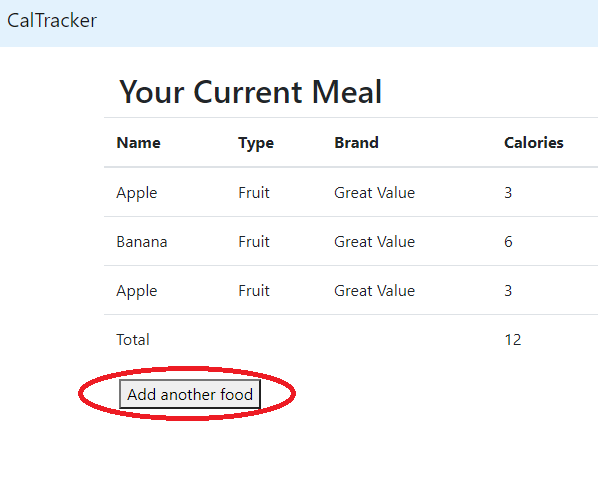 CalTracker
Your Current Meal
Name Type Brand Calories
Apple Fruit Great Value 3
Banana Fruit Great Value 6
Apple Fruit Great Value 3
Total 12
Add another food